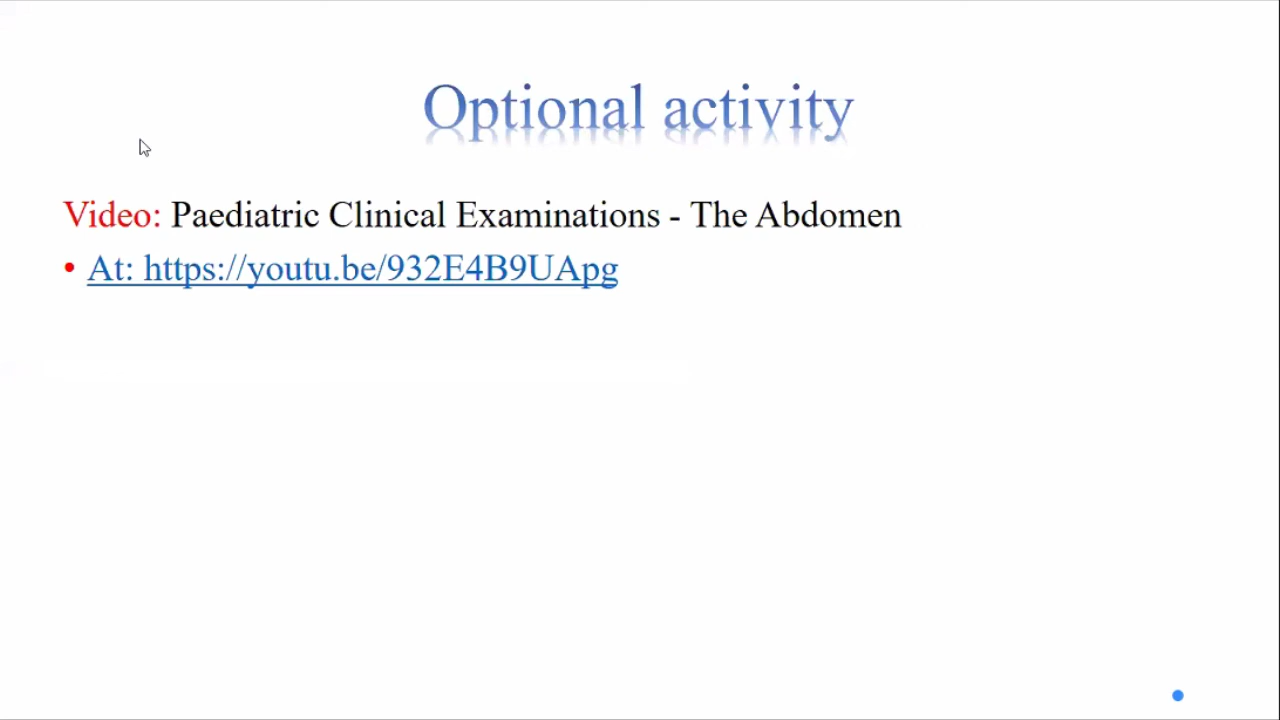 Optional activity
Video: Paediatric Clinical Examinations - The Abdomen
• At: https://youtu.be/932E4B9UApg